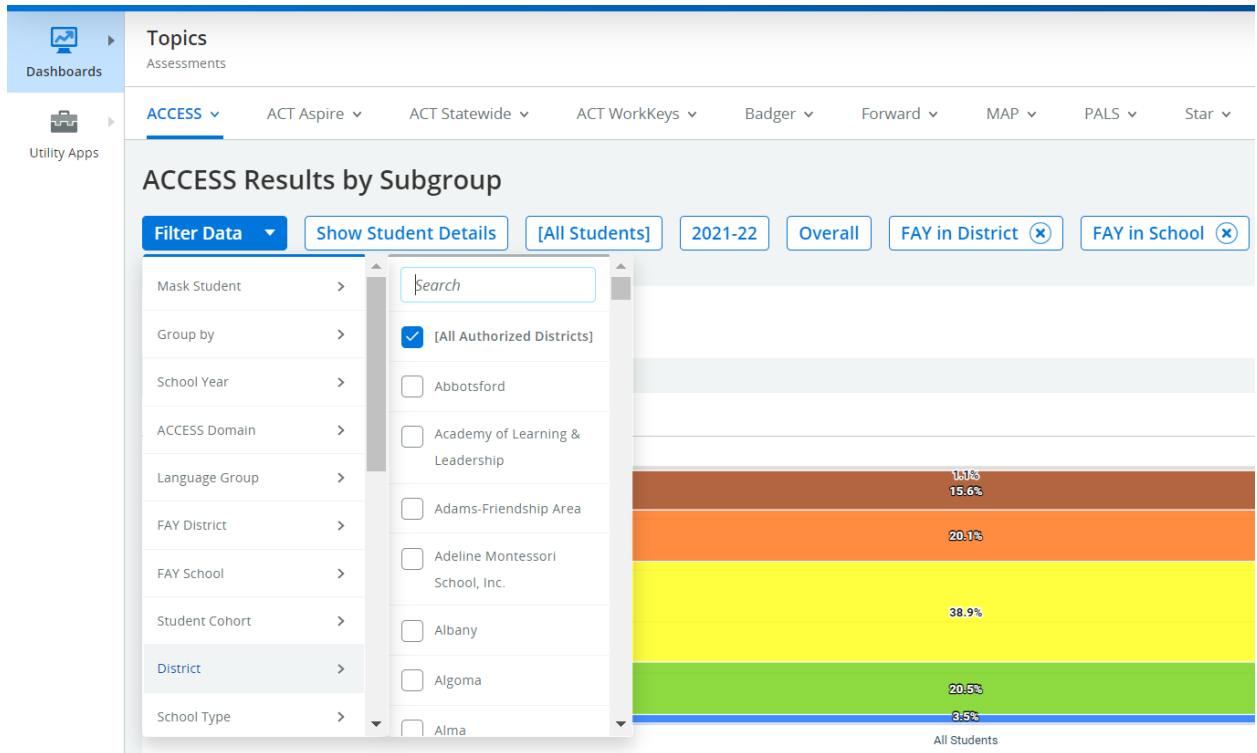 Dashboards
Utility Apps
Topics
Assessments
ACCESS
ACT Aspire
ACT Statewide
ACT WorkKeys
Badger
Forward
MAP
PALS
Star
ACCESS Results by Subgroup
Filter Data
Show Student Details
[All Students]
2021-22
Overall
FAY in District
FAY in School
Mask Student
Group by
School Year
ACCESS Domain
Language Group
FAY District
FAY School
Student Cohort
District
School Type
Search
[All Authorized Districts]
Abbotsford
Academy of Learning &
Leadership
Adams-Friendship Area
Adeline Montessori
School, Inc.
Albany
Algoma
Alma
1.1%
15.6%
20.1%
38.9%
20.5%
3.5%
All Students